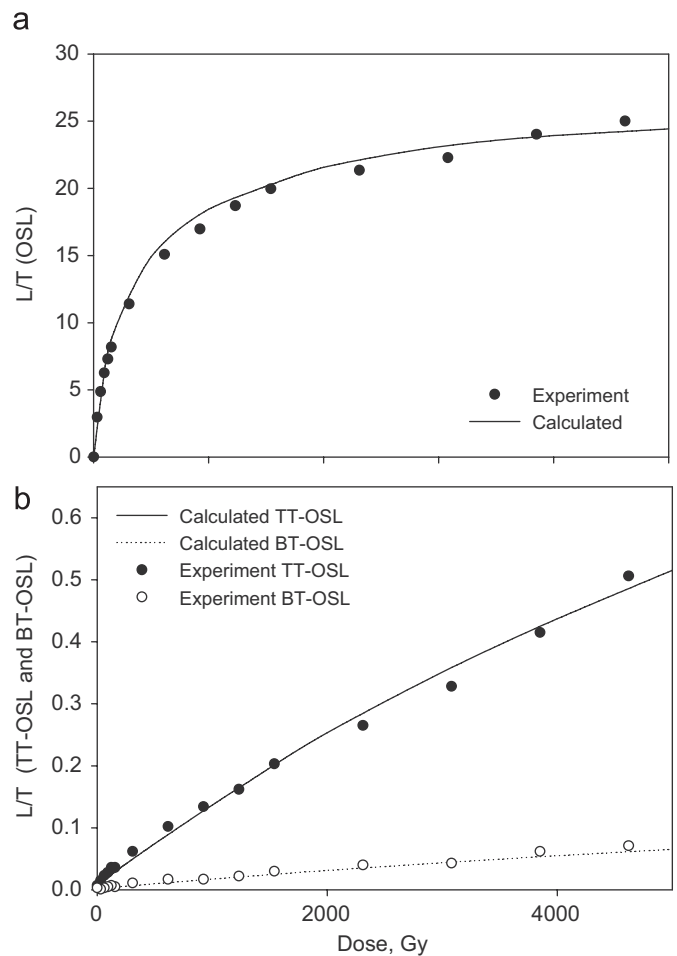 a
30
25
20
15
10
5
0
L/T (OSL)
Experiment
Calculated
b
Calculated TT-OSL
Calculated BT-OSL
Experiment TT-OSL
Experiment BT-OSL
0.6
0.5
0.4
0.3
0.2
0.1
0.0
L/T (TT-OSL and BT-OSL)
0
2000
4000
Dose, Gy